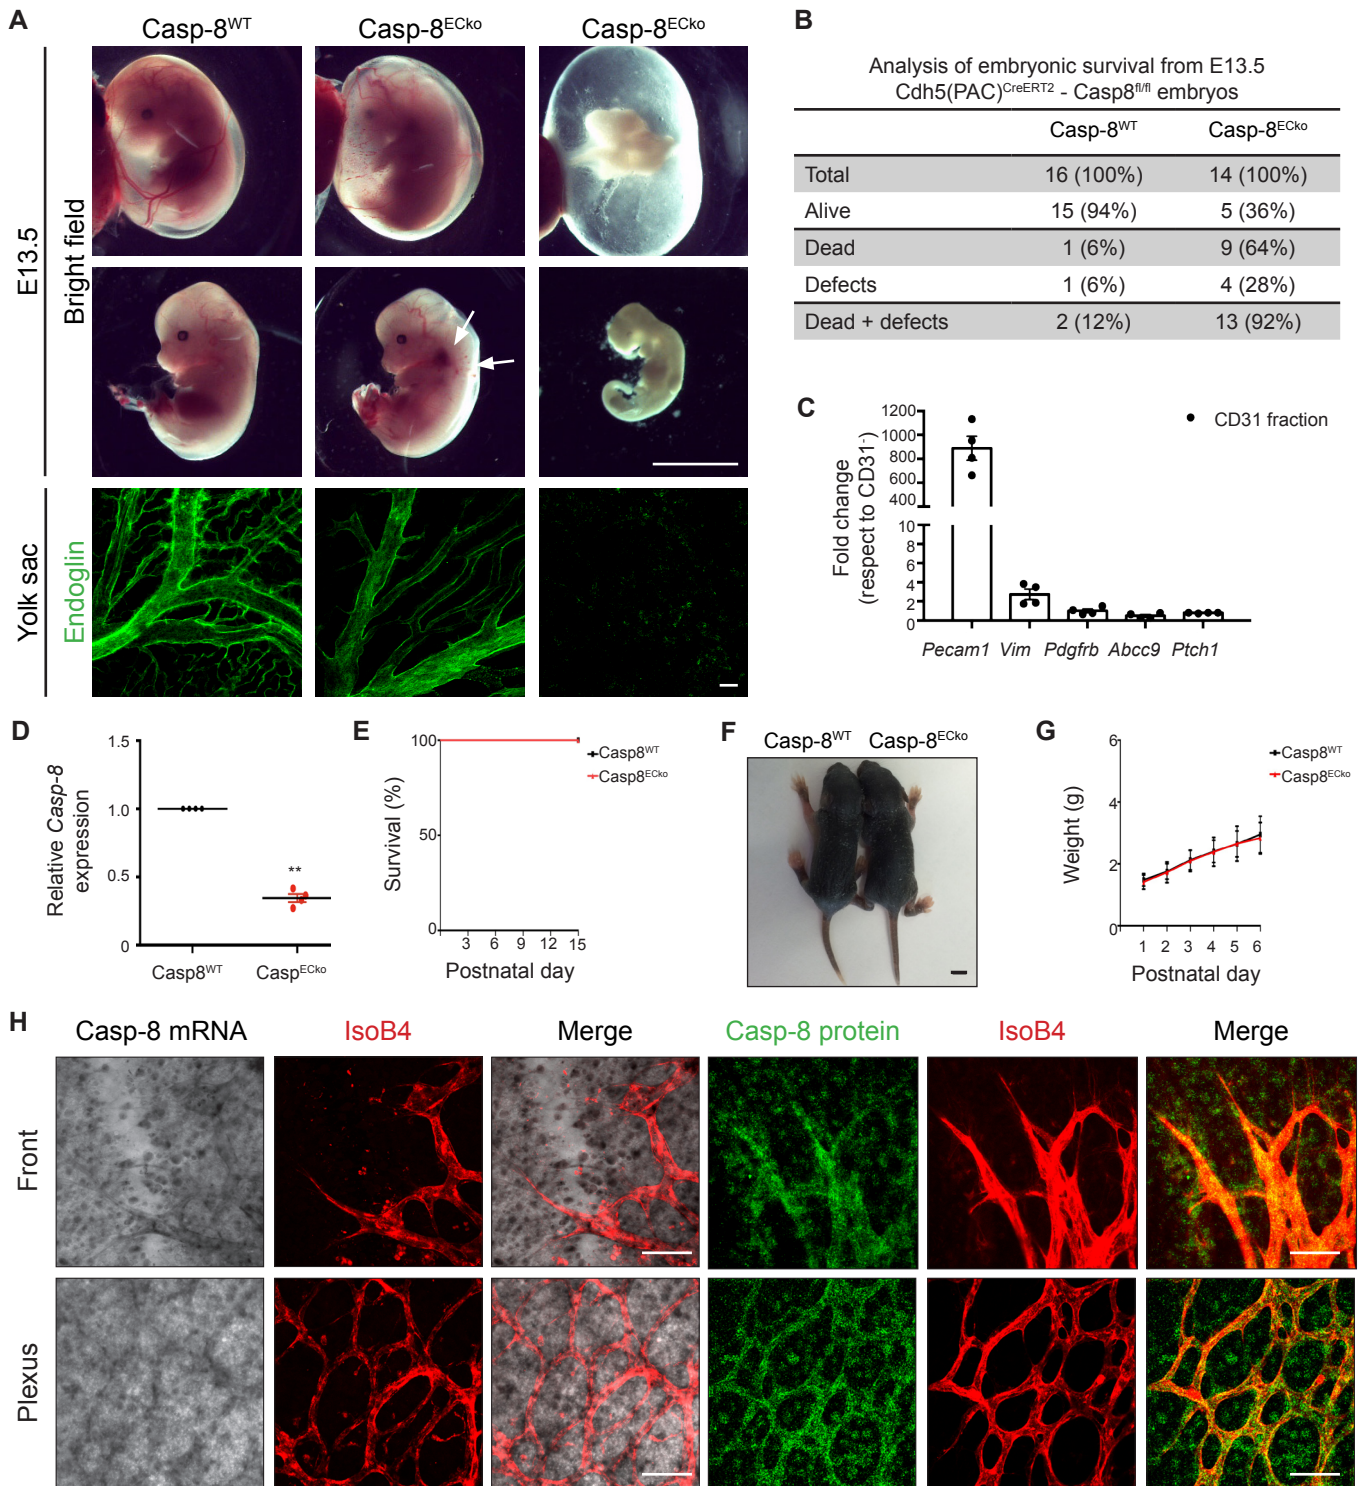 A
Casp-8WT
Casp-8ECko
Casp-8ECko
E13.5
Bright field
Yolk sac
Endoglin
B
Analysis of embryonic survival from E13.5
Cdh5(PAC)CreERT2 - Casp8fl/fl embryos
Casp-8WT Casp-8ECko
Total 16 (100%) 14 (100%)
Alive 15 (94%) 5 (36%)
Dead 1 (6%) 9 (64%)
Defects 1 (6%) 4 (28%)
Dead + defects 2 (12%) 13 (92%)
C
Fold change
(respect to CD31-)
1200
1000
800
600
400
10
8
6
4
2
0
CD31 fraction
Pecam1 Vim Pdgfrb Abcc9 Ptch1
D
Relative Casp-8
expression
1.5
1.0
0.5
0
**
Casp8WT CaspECko
E
Survival (%)
100
50
0
3 6 9 12 15
Postnatal day
Casp8WT
Casp8ECko
F
Casp-8WT Casp-8ECko
G
Weight (g)
6
4
2
0
1 2 3 4 5 6
Postnatal day
Casp8WT
Casp8ECko
H
Casp-8 mRNA IsoB4 Merge Casp-8 protein IsoB4 Merge
Front
Plexus